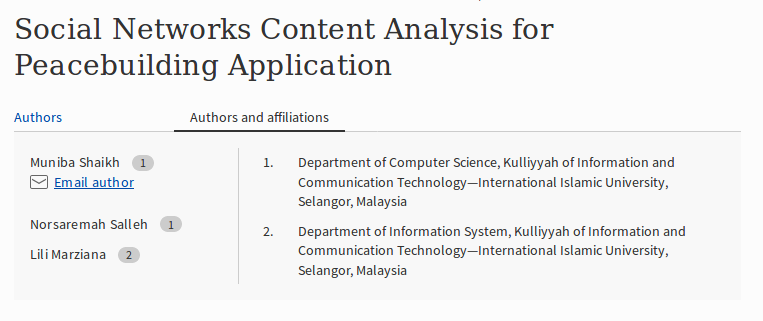 Social Networks Content Analysis for
Peacebuilding Application
Authors
Authors and affiliations
Muniba Shaikh 1
Email author
Norsaremah Salleh 1
Lili Marziana 2
1. Department of Computer Science, Kulliyyah of Information and
Communication Technology—International Islamic University,
Selangor, Malaysia
2. Department of Information System, Kulliyyah of Information and
Communication Technology—International Islamic University,
Selangor, Malaysia